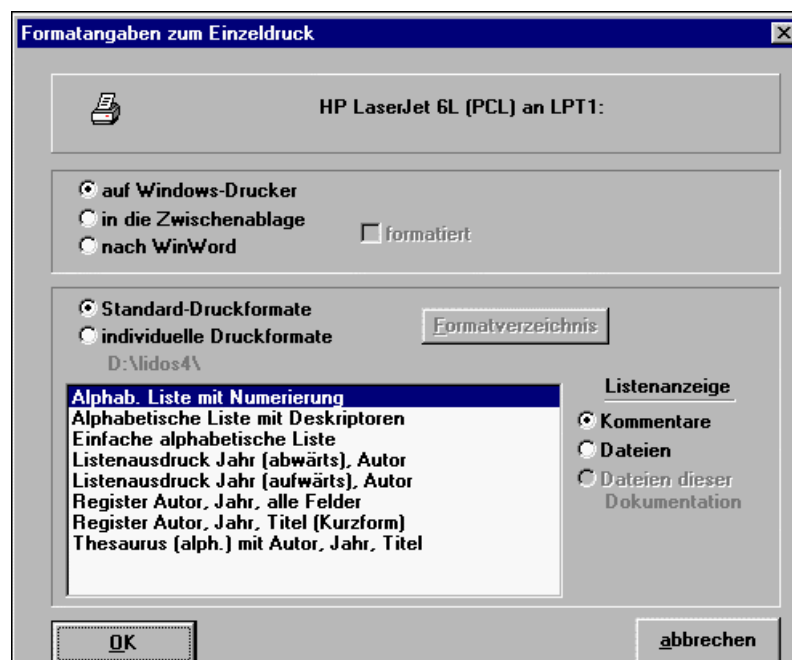 Formatangaben zum Einzeldruck
HP LaserJet 6L (PCL) an LPT1:
auf Windows-Drucker
in die Zwischenablage
formatiert
nach WinWord
Standard-Druckformate
individuelle Druckformate
Formatverzeichnis
D:\lidos4\
Listenanzeige
Alphab. Liste mit Numerierung
Alphabetische Liste mit Deskriptoren
Einfache alphabetische Liste
Listenausdruck Jahr (abwärts), Autor
Listenausdruck Jahr (aufwärts), Autor
Register Autor, Jahr, alle Felder
Register Autor, Jahr, Titel (Kurzform)
Thesaurus (alph.) mit Autor, Jahr, Titel
Kommentare
Dateien
Dateien dieser
Dokumentation
OK
abbrechen